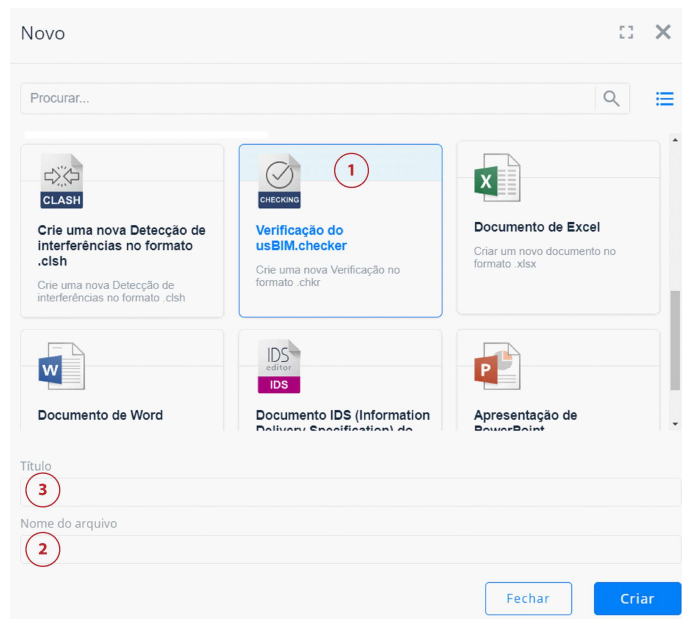 Novo
Procurar...
CLASH
Crie uma nova Detecção de
interferências no formato
.clsh
Crie uma nova Detecção de
interferências no formato .clsh
CHECKING
1
Verificação do
usBIM.checker
Crie uma nova Verificação no
formato .chkr
X
Documento de Excel
Criar um novo documento no
formato .xlsx
W
Documento de Word
IDS
editor
IDS
Documento IDS (Information
Delivery Specification) do
P
Apresentação de
PowerPoint
Título
3
Nome do arquivo
2
Fechar
Criar